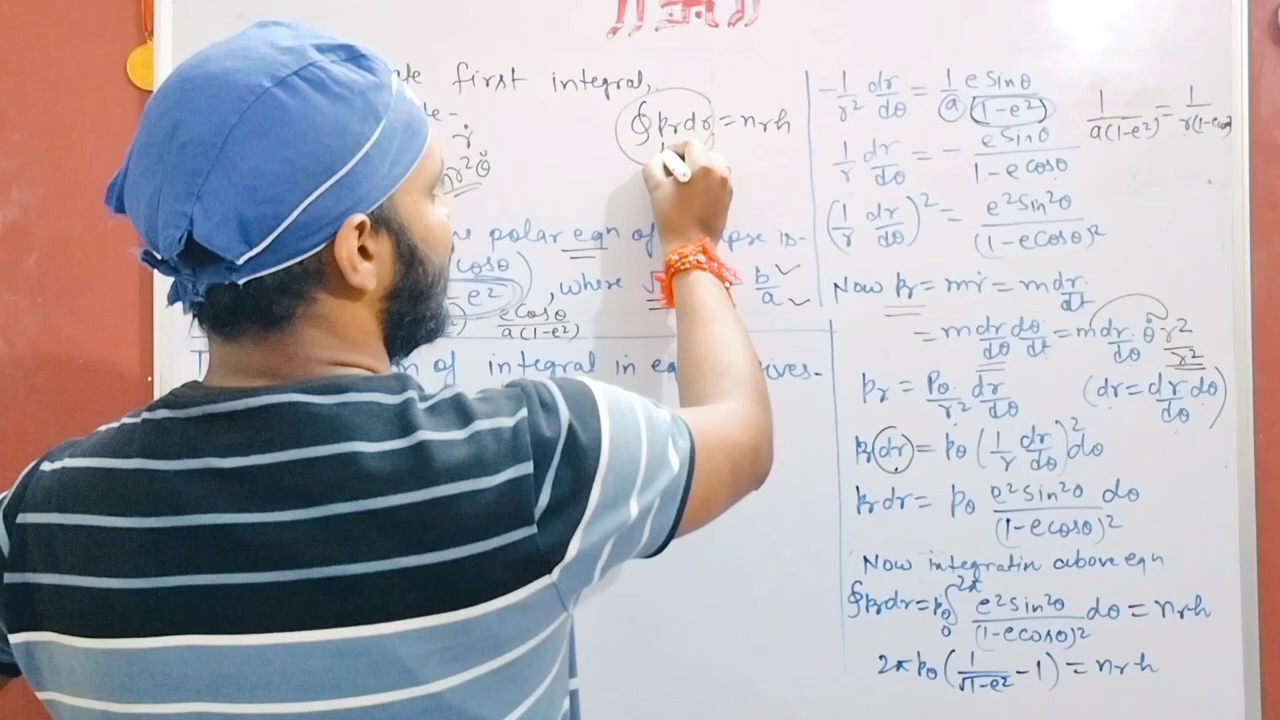 first integral,
∮ p_r dr = n_r h
ṙ
r²θ̇
polar eqn of is-
cosθ
-e²), where b/a
ecosθ/a(1-e²)
of integral in
-1/r² dr/dθ = 1/a e sinθ/(1-e²)
1/a(1-e²) = 1/r(1-ecosθ)
1/r dr/dθ = - e sinθ/1-ecosθ
(1/r dr/dθ)² = e²sin²θ/(1-ecosθ)²
Now p_r = mṙ = m dr/dt
= m dr/dθ dθ/dt = m dr/dθ θ̇ r²/r²
p_r = p_θ/r² dr/dθ (dr = dr/dθ dθ)
p_r dr = p_θ (1/r dr/dθ)² dθ
p_r dr = p_θ e²sin²θ/(1-ecosθ)² dθ
Now integratin above eqn
∮ p_r dr = p_θ ∫₀^2π e²sin²θ/(1-ecosθ)² dθ = n_r h
2π p_θ (1/√1-e² - 1) = n_r h